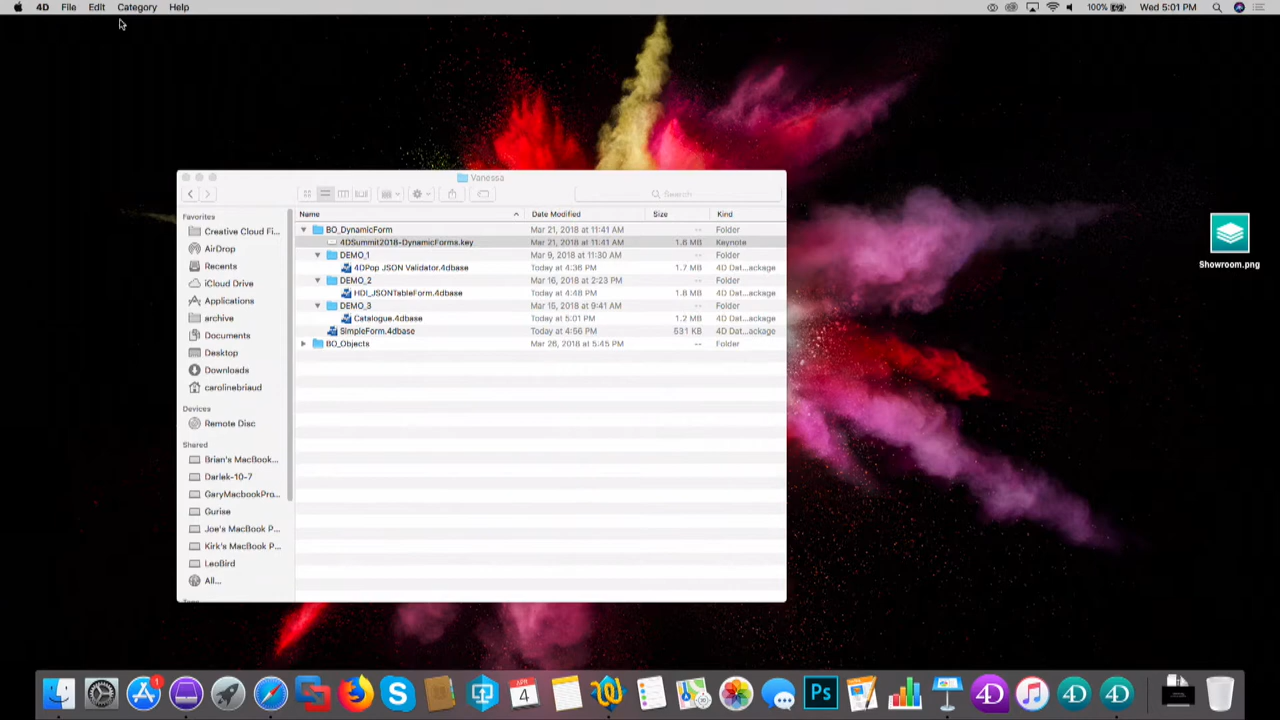 4D File Edit Category Help 100% Wed 5:01 PM
Vanessa
Search
Favorites
Creative Cloud Fi...
AirDrop
Recents
iCloud Drive
Applications
archive
Documents
Desktop
Downloads
carolinebriaud
Devices
Remote Disc
Shared
Brian's MacBook...
Darlek-10-7
GaryMacbookPro...
Gurise
Joe's MacBook P...
Kirk's MacBook P...
LeoBird
All...
Name Date Modified Size Kind
BO_DynamicForm Mar 21, 2018 at 11:41 AM -- Folder
4DSummit2018-DynamicForms.key Mar 21, 2018 at 11:41 AM 1.6 MB Keynote
DEMO_1 Mar 9, 2018 at 11:30 AM -- Folder
4DPop JSON Validator.4dbase Today at 4:36 PM 1.7 MB 4D Dat...ackage
DEMO_2 Mar 16, 2018 at 2:23 PM -- Folder
HDI_JSONTableForm.4dbase Today at 4:48 PM 1.8 MB 4D Dat...ackage
DEMO_3 Mar 15, 2018 at 9:41 AM -- Folder
Catalogue.4dbase Today at 5:01 PM 1.2 MB 4D Dat...ackage
SimpleForm.4dbase Today at 4:56 PM 531 KB 4D Dat...ackage
BO_Objects Mar 26, 2018 at 5:45 PM -- Folder
Showroom.png
1
APR
4
Ps
4D
4D
4D